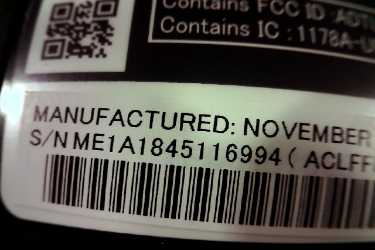 Contains FCC ID
Contains IC : 1178A-U
MANUFACTURED: NOVEMBER
S/N ME1A1845116994 ( ACLFF